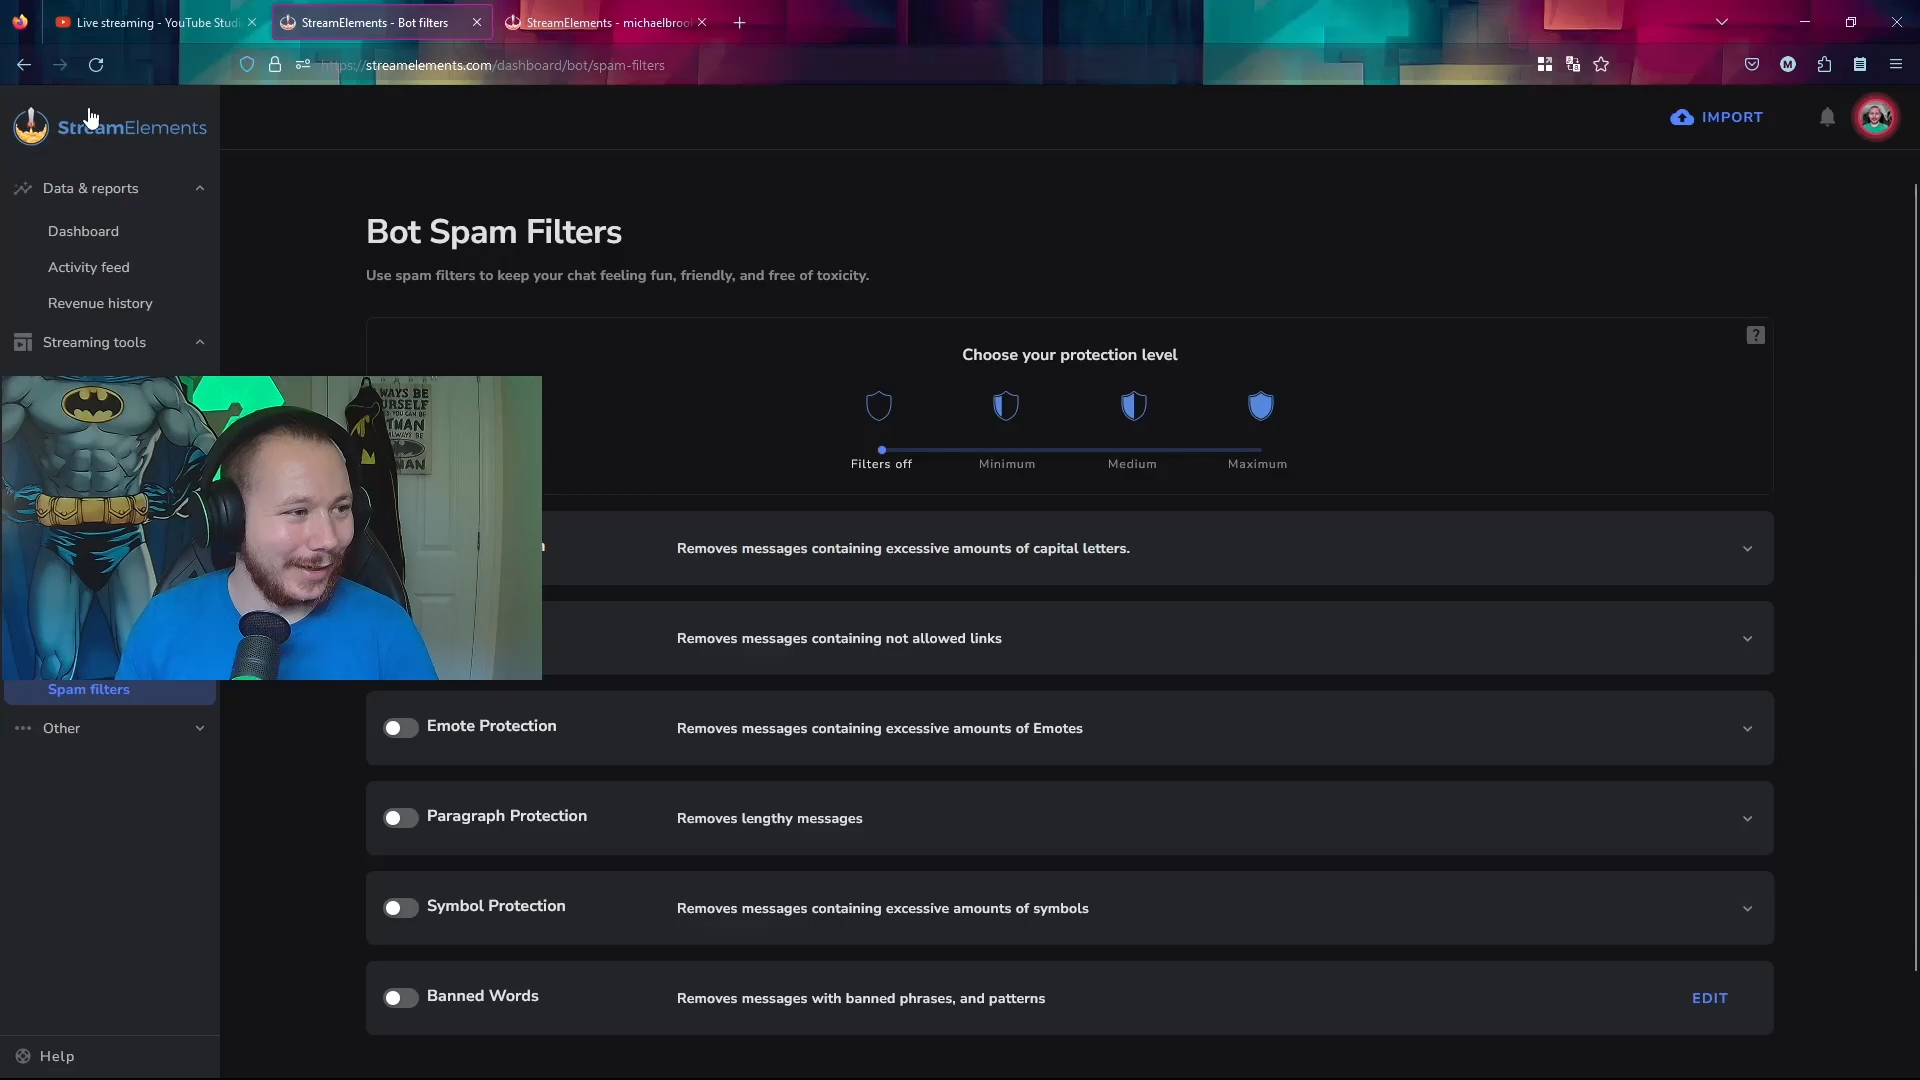 Live streaming - YouTube Studi
StreamElements - Bot filters
StreamElements - michaelbrook
https://streamelements.com/dashboard/bot/spam-filters
StreamElements
IMPORT
Data & reports
Dashboard
Activity feed
Revenue history
Streaming tools
Spam filters
Other
Help
Bot Spam Filters
Use spam filters to keep your chat feeling fun, friendly, and free of toxicity.
?
Choose your protection level
Filters off
Minimum
Medium
Maximum
Removes messages containing excessive amounts of capital letters.
Removes messages containing not allowed links
Emote Protection
Removes messages containing excessive amounts of Emotes
Paragraph Protection
Removes lengthy messages
Symbol Protection
Removes messages containing excessive amounts of symbols
Banned Words
Removes messages with banned phrases, and patterns
EDIT